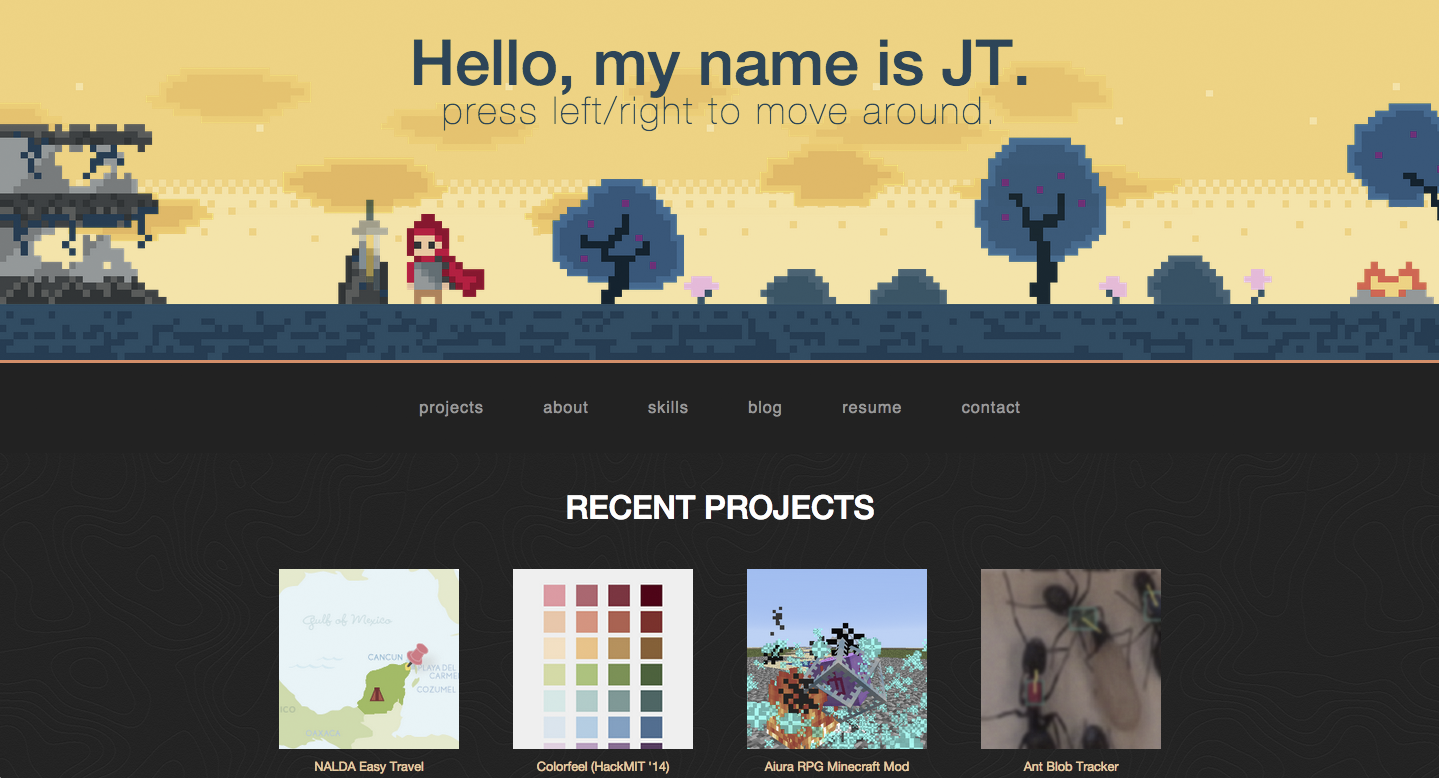 Hello, my name is JT.
press left/right to move around.
projects about skills blog resume contact
RECENT PROJECTS
Gulf of Mexico
CANCUN
PLAYA DEL
CARMEN
COZUMEL
ICO
OAXACA
NALDA Easy Travel
Colorfeel (HackMIT '14)
Aiura RPG Minecraft Mod
Ant Blob Tracker